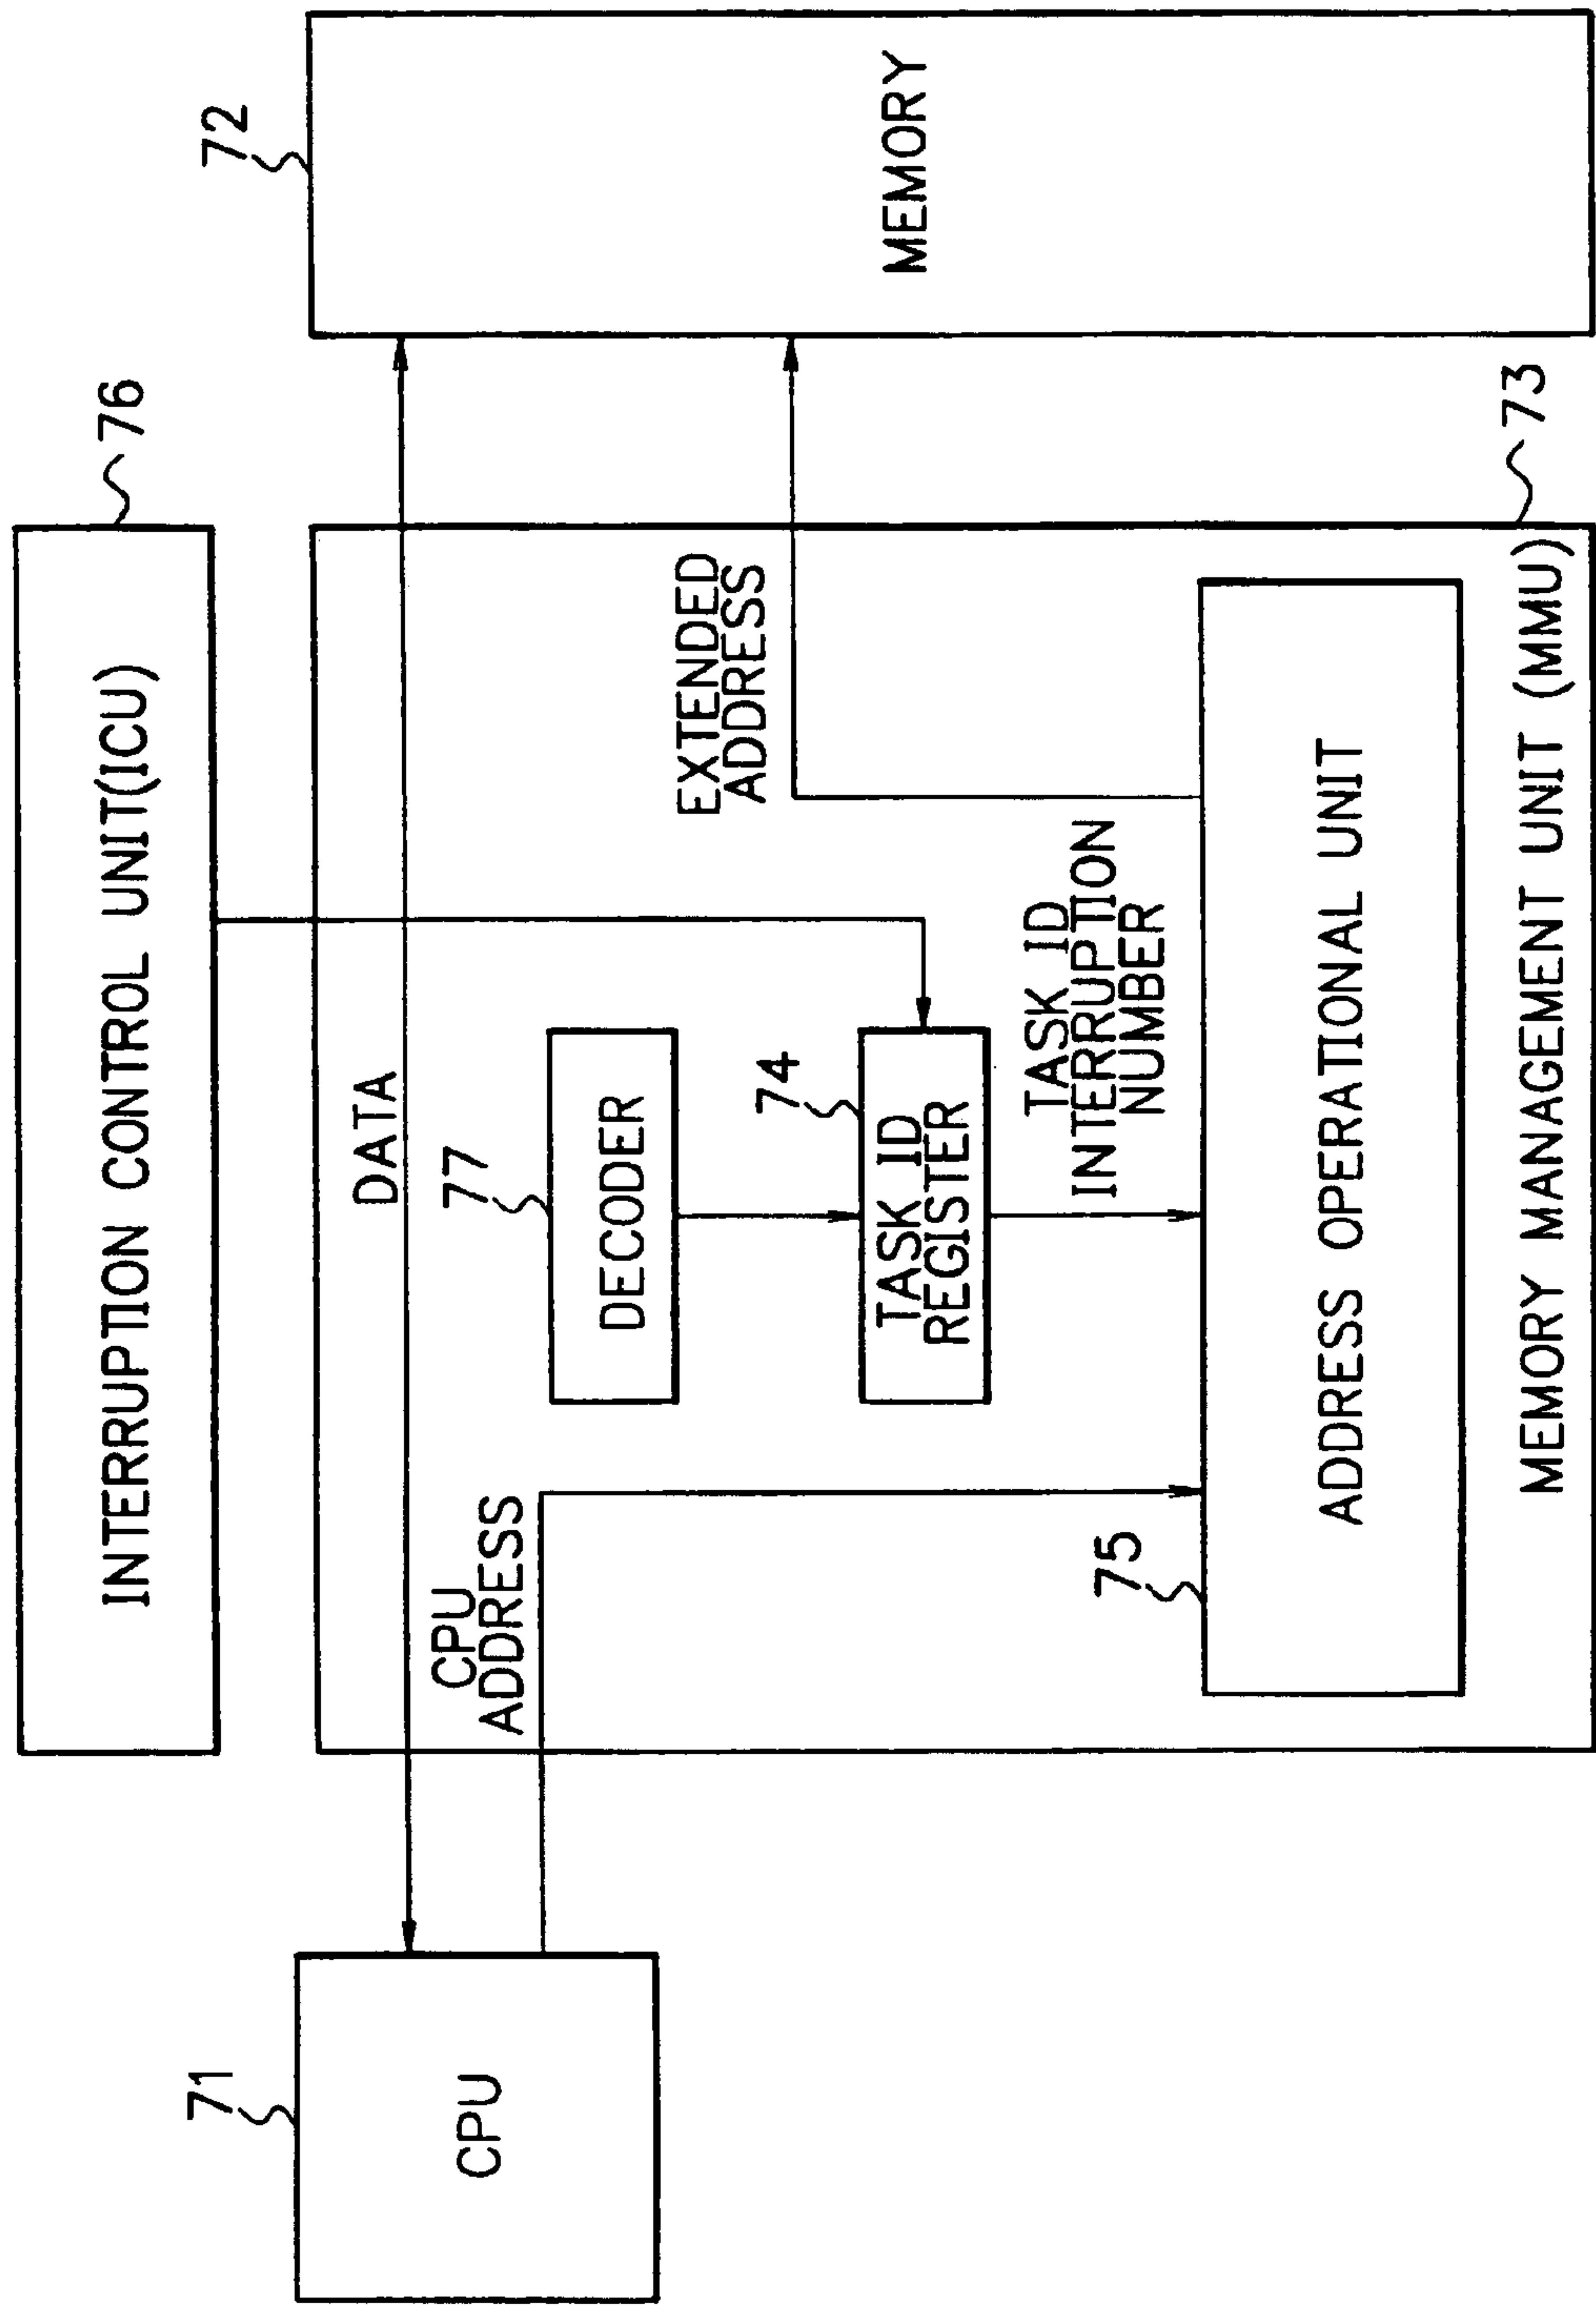 INTERRUPTION CONTROL UNIT(ICU)
76
71
CPU
DATA
72
MEMORY
CPU
ADDRESS
77
DECODER
EXTENDED
ADDRESS
74
TASK ID
REGISTER
TASK ID
INTERRUPTION
NUMBER
75
ADDRESS OPERATIONAL UNIT
MEMORY MANAGEMENT UNIT (MMU)
73